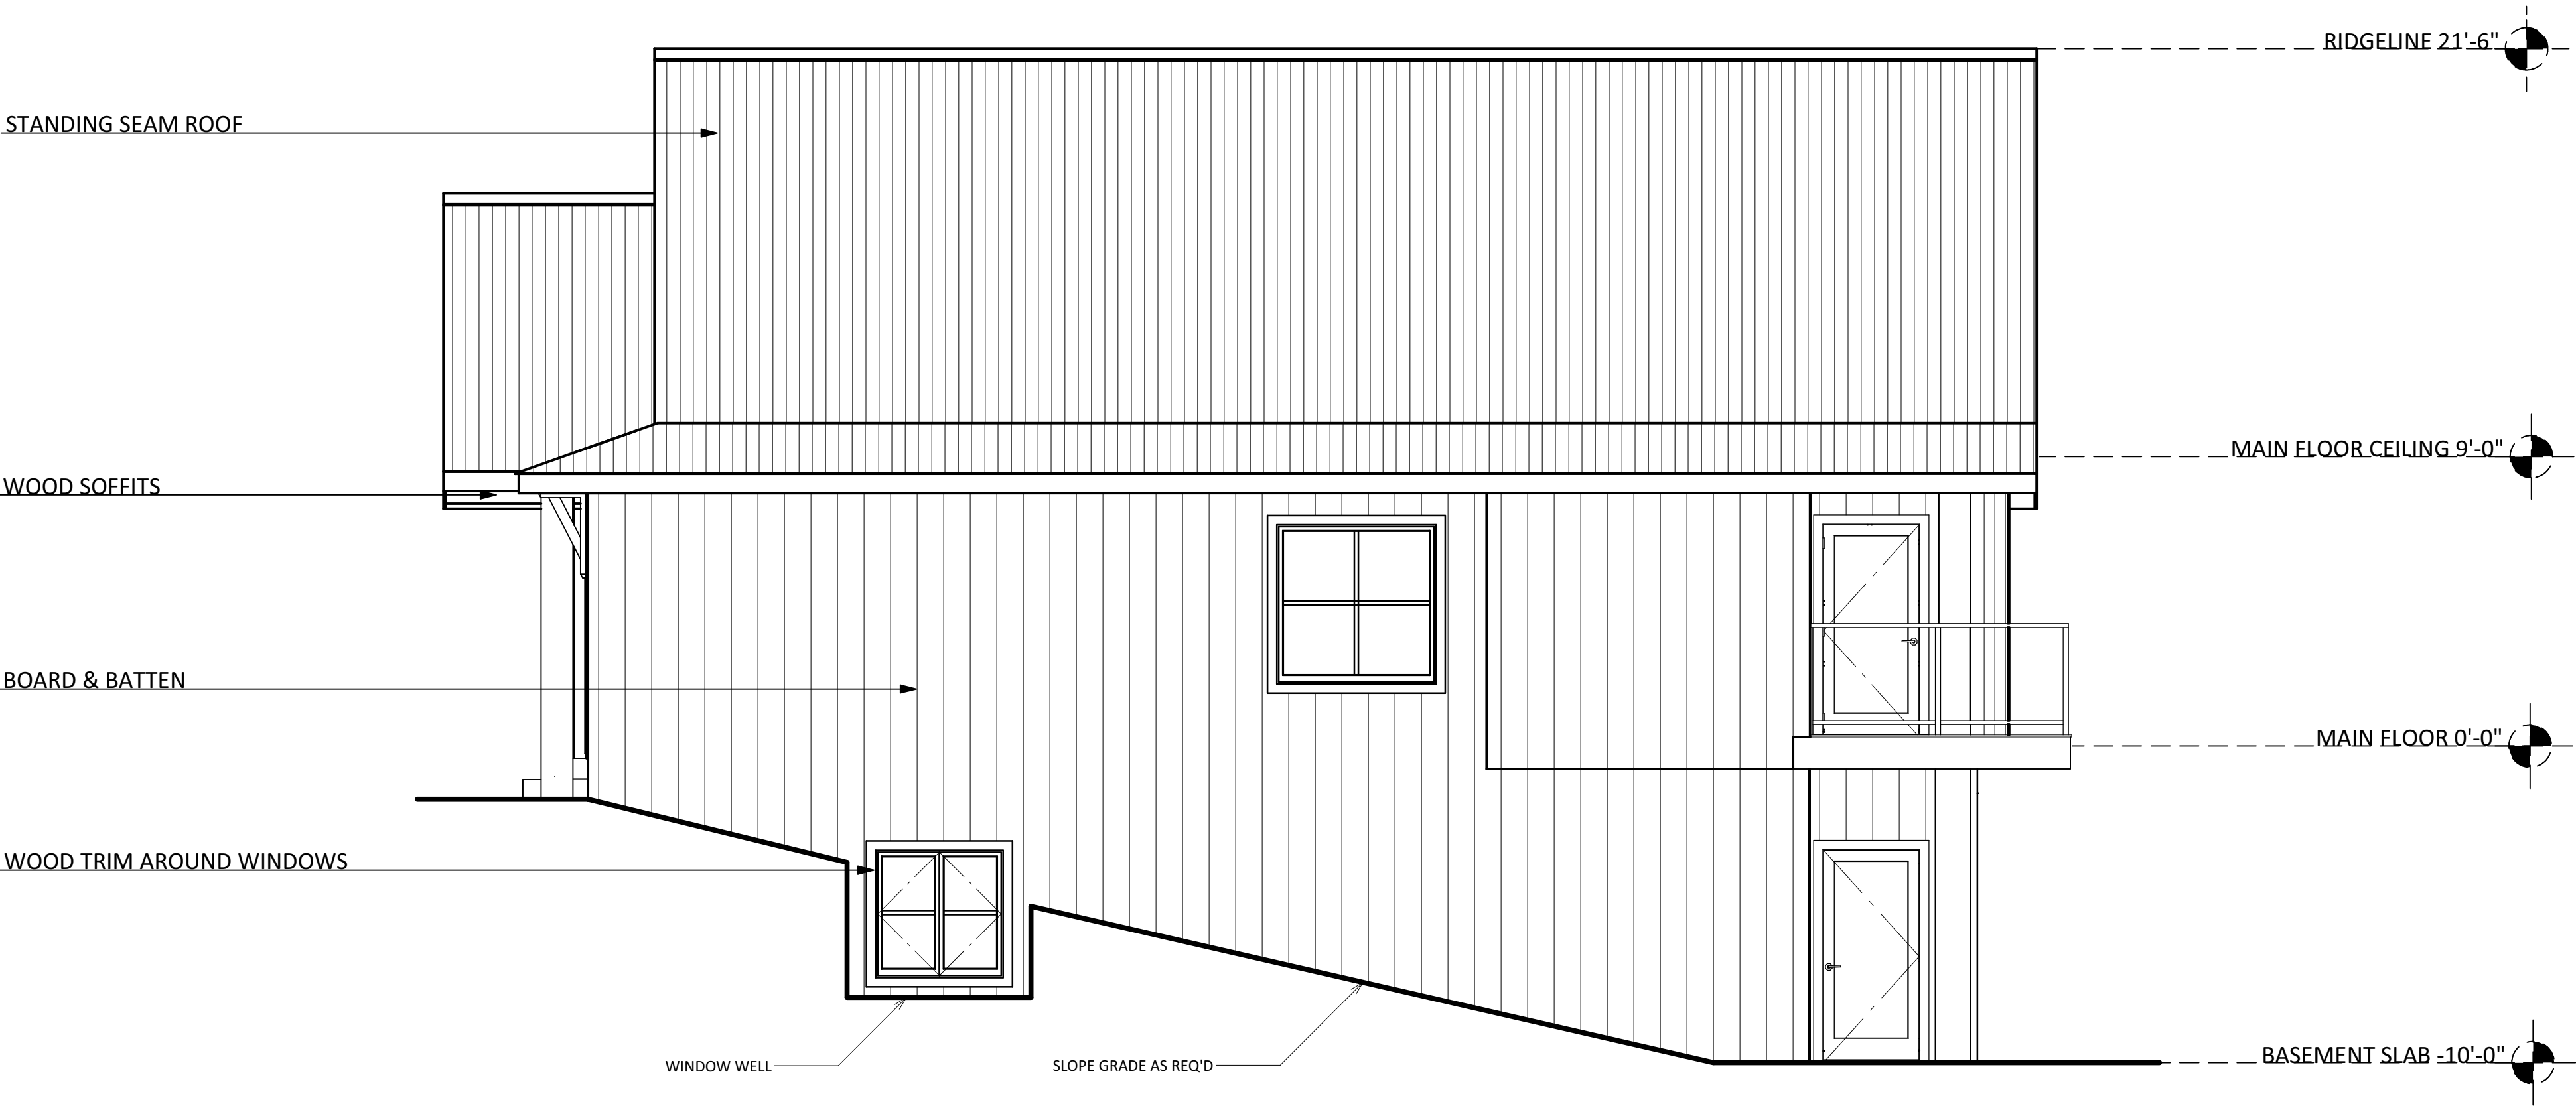 RIDGELINE 21'-6"
STANDING SEAM ROOF
MAIN FLOOR CEILING 9'-0"
WOOD SOFFITS
BOARD & BATTEN
MAIN FLOOR 0'-0"
WOOD TRIM AROUND WINDOWS
BASEMENT SLAB -10'-0"
WINDOW WELL
SLOPE GRADE AS REQ'D